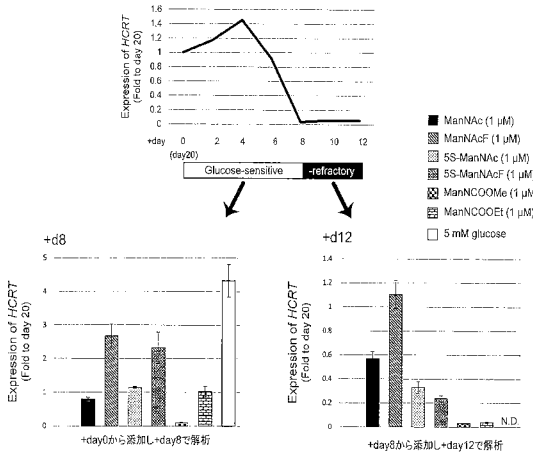 Expression of HCRT
(Fold to day 20)
1.6
1.4
1.2
1
0.8
0.6
0.4
0.2
0
+day 0 2 4 6 8 10 12
(day20)
Glucose-sensitive -refractory
ManNAc (1 μM)
ManNAcF (1 μM)
5S-ManNAc (1 μM)
5S-ManNAcF (1 μM)
ManNCOOMe (1 μM)
ManNCOOEt (1 μM)
5 mM glucose
+d8
Expression of HCRT
(Fold to day 20)
5
4
3
2
1
0
+day0から添加し+day8で解析
+d12
Expression of HCRT
(Fold to day 20)
1.4
1.2
1
0.8
0.6
0.4
0.2
0
N.D.
+day8から添加し+day12で解析